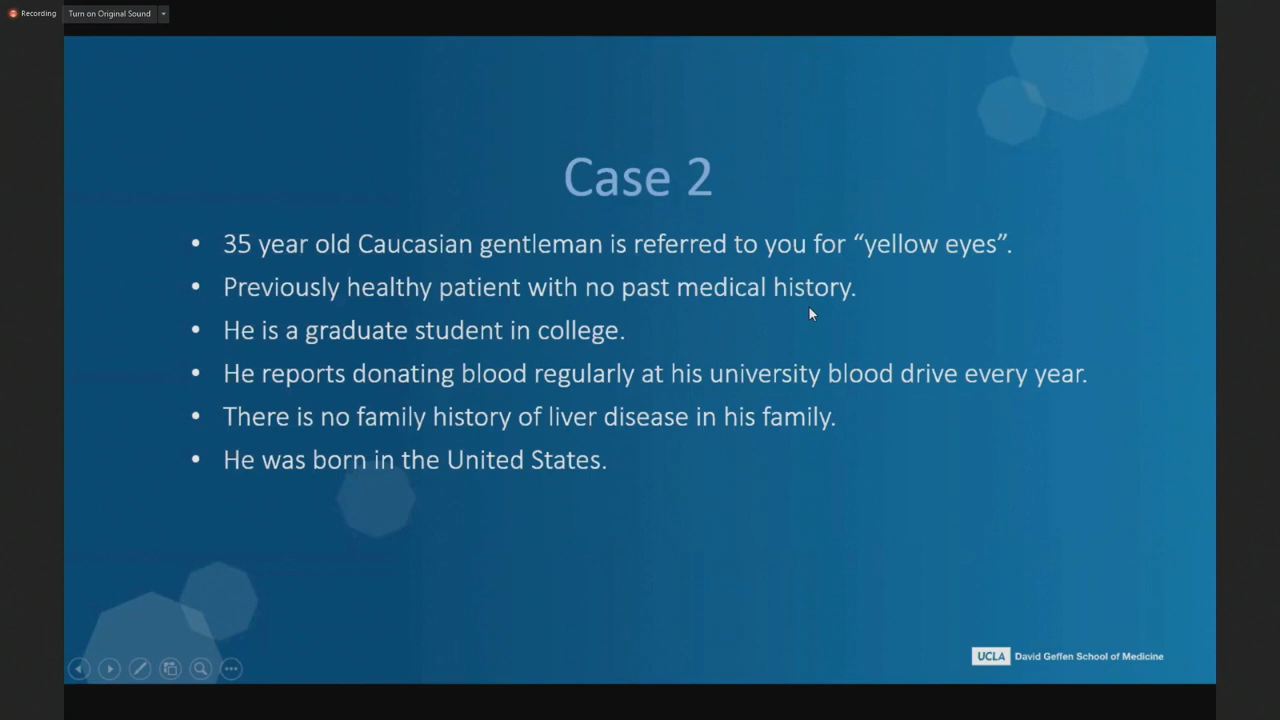 Recording
Turn on Original Sound
Case 2
• 35 year old Caucasian gentleman is referred to you for “yellow eyes”.
• Previously healthy patient with no past medical history.
• He is a graduate student in college.
• He reports donating blood regularly at his university blood drive every year.
• There is no family history of liver disease in his family.
• He was born in the United States.
UCLA David Geffen School of Medicine